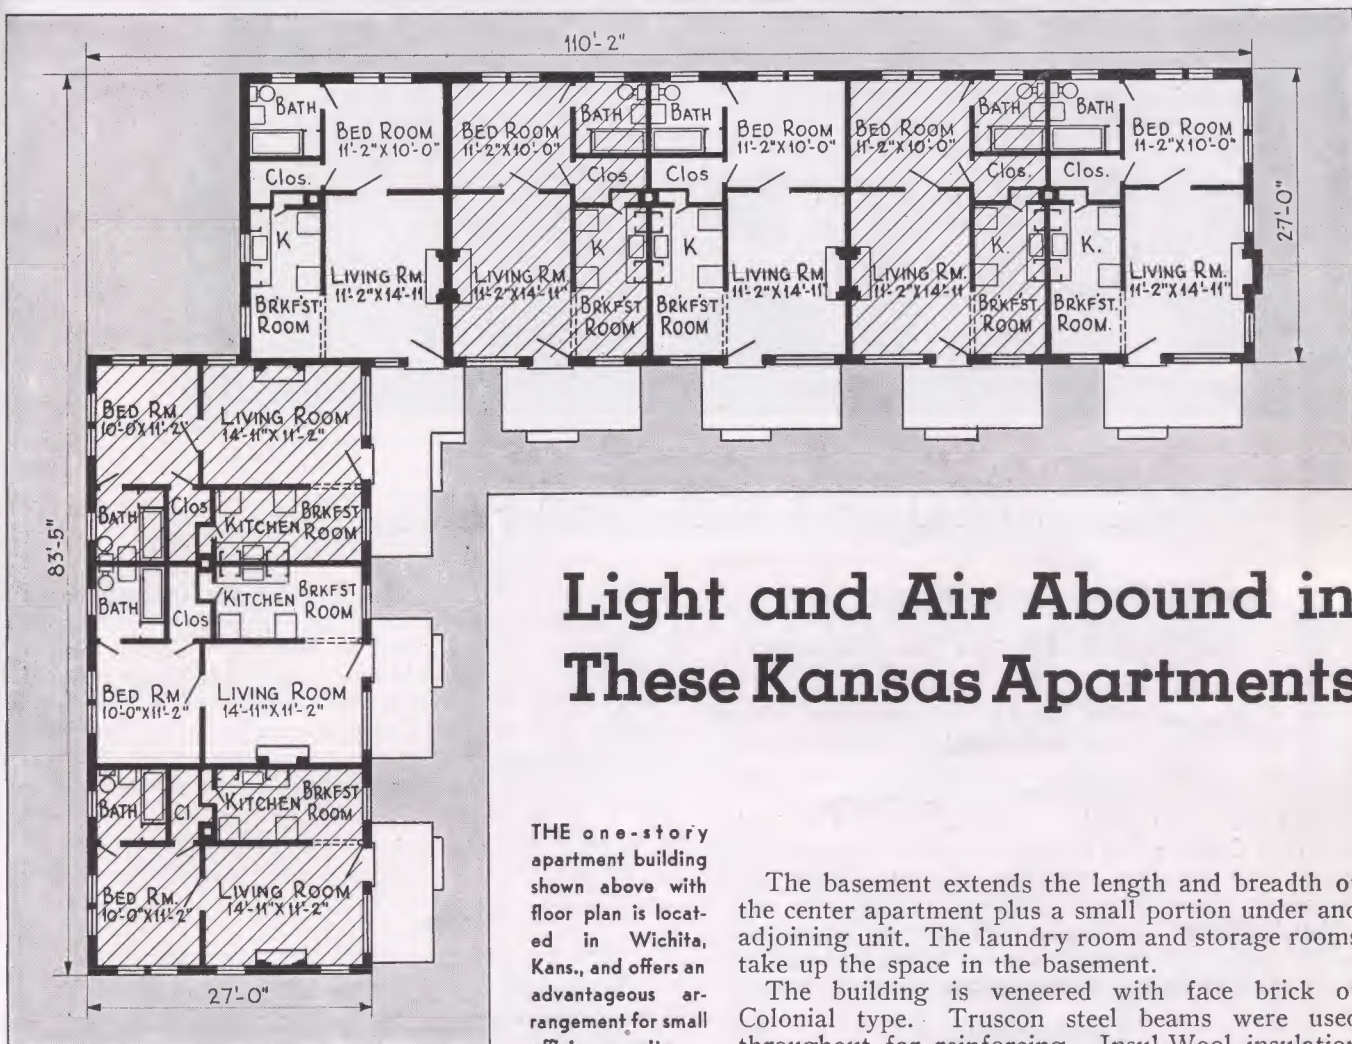 110'-2"
BATH
BED ROOM
11'-2"X10'-0"
BED ROOM
11'-2"X10'-0"
BATH
BATH
BED ROOM
11'-2"X10'-0"
BED ROOM
11'-2"X10'-0"
BATH
BATH
BED ROOM
11-2"X10'-0"
Clos.
Clos.
Clos
Clos.
Clos.
K
K
K
K.
K.
LIVING RM.
11'-2"X14'-11
LIVING RM.
11'-2"X14'-11"
LIVING RM
11'-2"X14'-11"
LIVING RM.
11'-2"X14'-11
LIVING RM.
11'-2"X14'-11"
BRKF'ST.
ROOM
BRKF'ST
ROOM
BRKF'ST
ROOM
BRKF'ST.
ROOM
BRKF'ST.
ROOM.
27'-0"
83'-5"
BED RM.
10'-0"X11'-2"
LIVING ROOM
14'-11"X11'-2"
BATH
Clos
KITCHEN
BRKFST
ROOM
BATH
Clos
KITCHEN
BRKFST
ROOM
BED RM
10'-0"X11'-2"
LIVING ROOM
14'-11"X11'-2"
BATH
Cl.
KITCHEN
BRKFST
ROOM
BED RM.
10'-0"X11'-2"
LIVING ROOM
14'-11"X11'-2"
27'-0"
Light and Air Abound in
These Kansas Apartments
THE one-story
apartment building
shown above with
floor plan is locat-
ed in Wichita,
Kans., and offers an
advantageous ar-
rangement for small
The basement extends the length and breadth of
the center apartment plus a small portion under and
adjoining unit. The laundry room and storage rooms
take up the space in the basement.
The building is veneered with face brick of
Colonial type. Truscon steel beams were used
throughout for reinforcing. Insul-Wool insulation